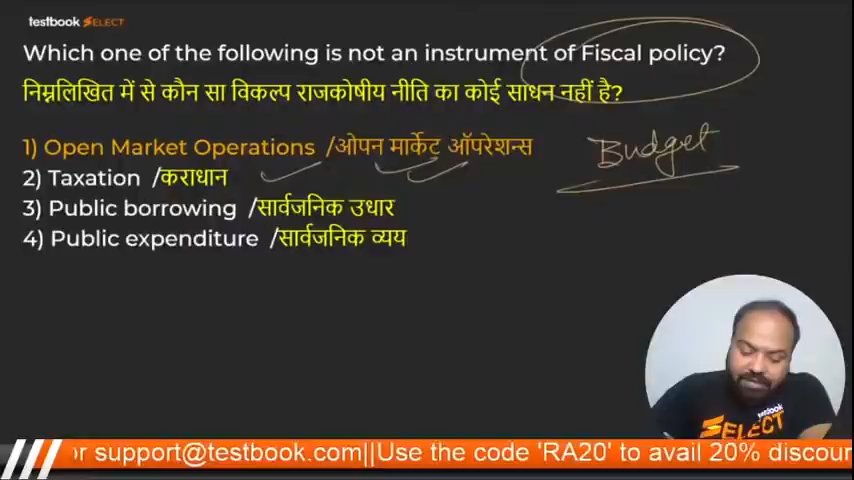 testbook SELECT
Which one of the following is not an instrument of Fiscal policy?
निम्नलिखित में से कौन सा विकल्प राजकोषीय नीति का कोई साधन नहीं है?
1) Open Market Operations /ओपन मार्केट ऑपरेशन्स
Budget
2) Taxation /कराधान
3) Public borrowing /सार्वजनिक उधार
4) Public expenditure /सार्वजनिक व्यय
testbook
SELECT
or support@testbook.com||Use the code 'RA20' to avail 20% discour